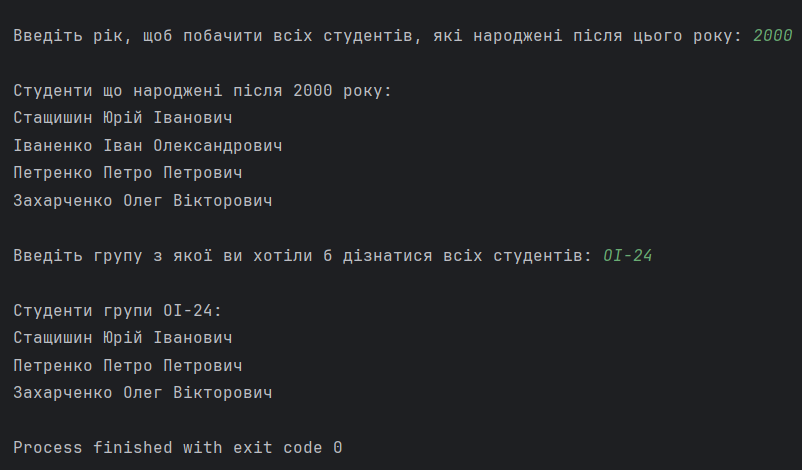 Введіть рік, щоб побачити всіх студентів, які народжені після цього року: 2000
Студенти що народжені після 2000 року:
Стащишин Юрій Іванович
Іваненко Іван Олександрович
Петренко Петро Петрович
Захарченко Олег Вікторович
Введіть групу з якої ви хотіли б дізнатися всіх студентів: ОІ-24
Студенти групи ОІ-24:
Стащишин Юрій Іванович
Петренко Петро Петрович
Захарченко Олег Вікторович
Process finished with exit code 0